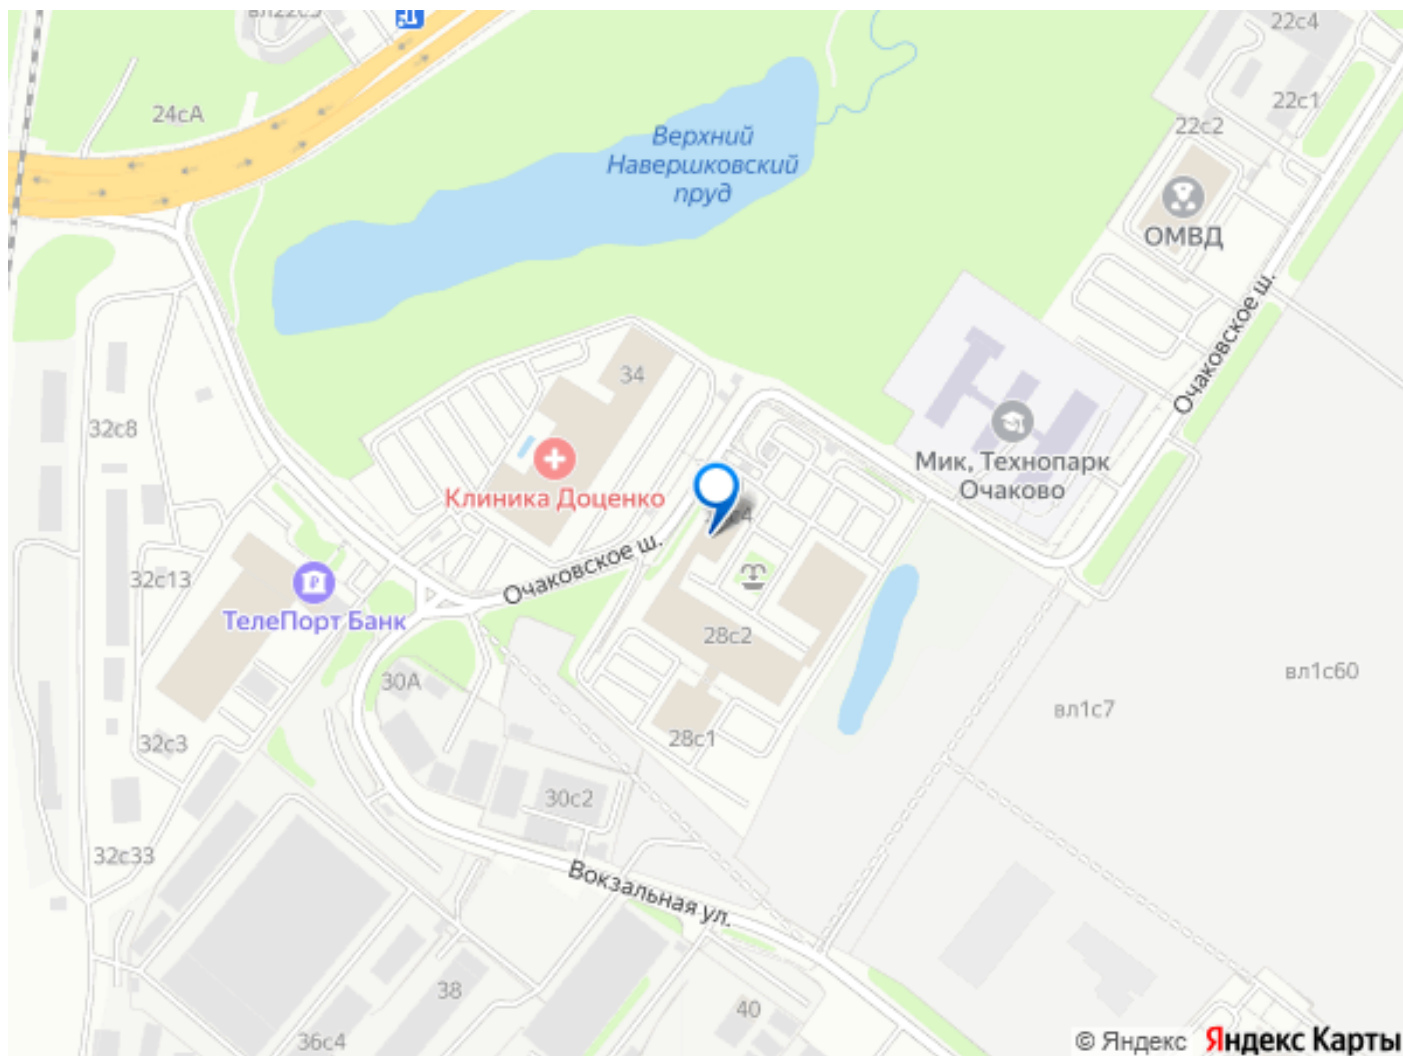 24сА
22с4
22с1
22с2
Верхний
Навершковский
пруд
ОМВД
Очаковское ш.
34
32с8
Мик, Технопарк
Очаково
Клиника Доценко
Очаковское ш.
32с13
ТелеПорт Банк
28с2
30А
вл1с60
вл1с7
28с1
32с3
30с2
32с33
Вокзальная ул.
38
40
36с4
© Яндекс Яндекс Карты